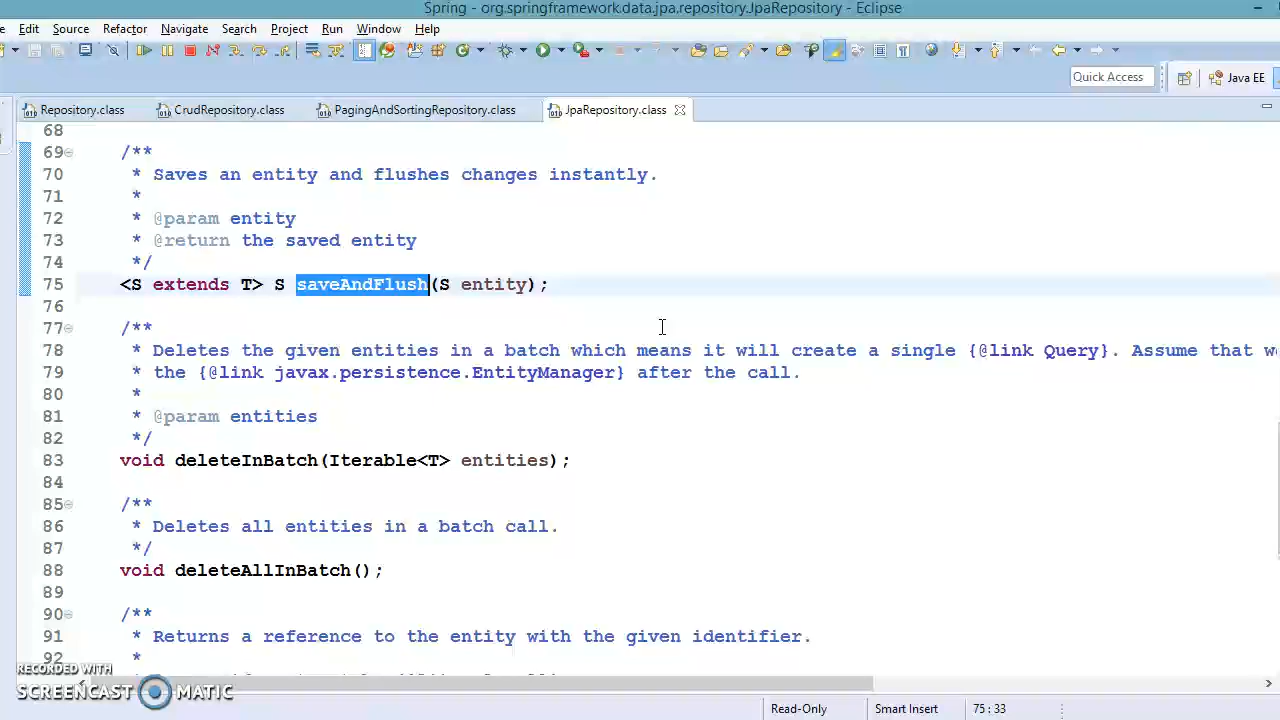 Spring - org.springframework.data.jpa.repository.JpaRepository - Eclipse
Edit Source Refactor Navigate Search Project Run Window Help
Quick Access Java EE
Repository.class CrudRepository.class PagingAndSortingRepository.class JpaRepository.class
68
69 /**
70 * Saves an entity and flushes changes instantly.
71 *
72 * @param entity
73 * @return the saved entity
74 */
75 <S extends T> S saveAndFlush(S entity);
76
77 /**
78 * Deletes the given entities in a batch which means it will create a single {@link Query}. Assume that
79 * the {@link javax.persistence.EntityManager} after the call.
80 *
81 * @param entities
82 */
83 void deleteInBatch(Iterable<T> entities);
84
85 /**
86 * Deletes all entities in a batch call.
87 */
88 void deleteAllInBatch();
89
90 /**
91 * Returns a reference to the entity with the given identifier.
92 *
RECORDED WITH
SCREENCAST MATIC
Read-Only Smart Insert 75 : 33